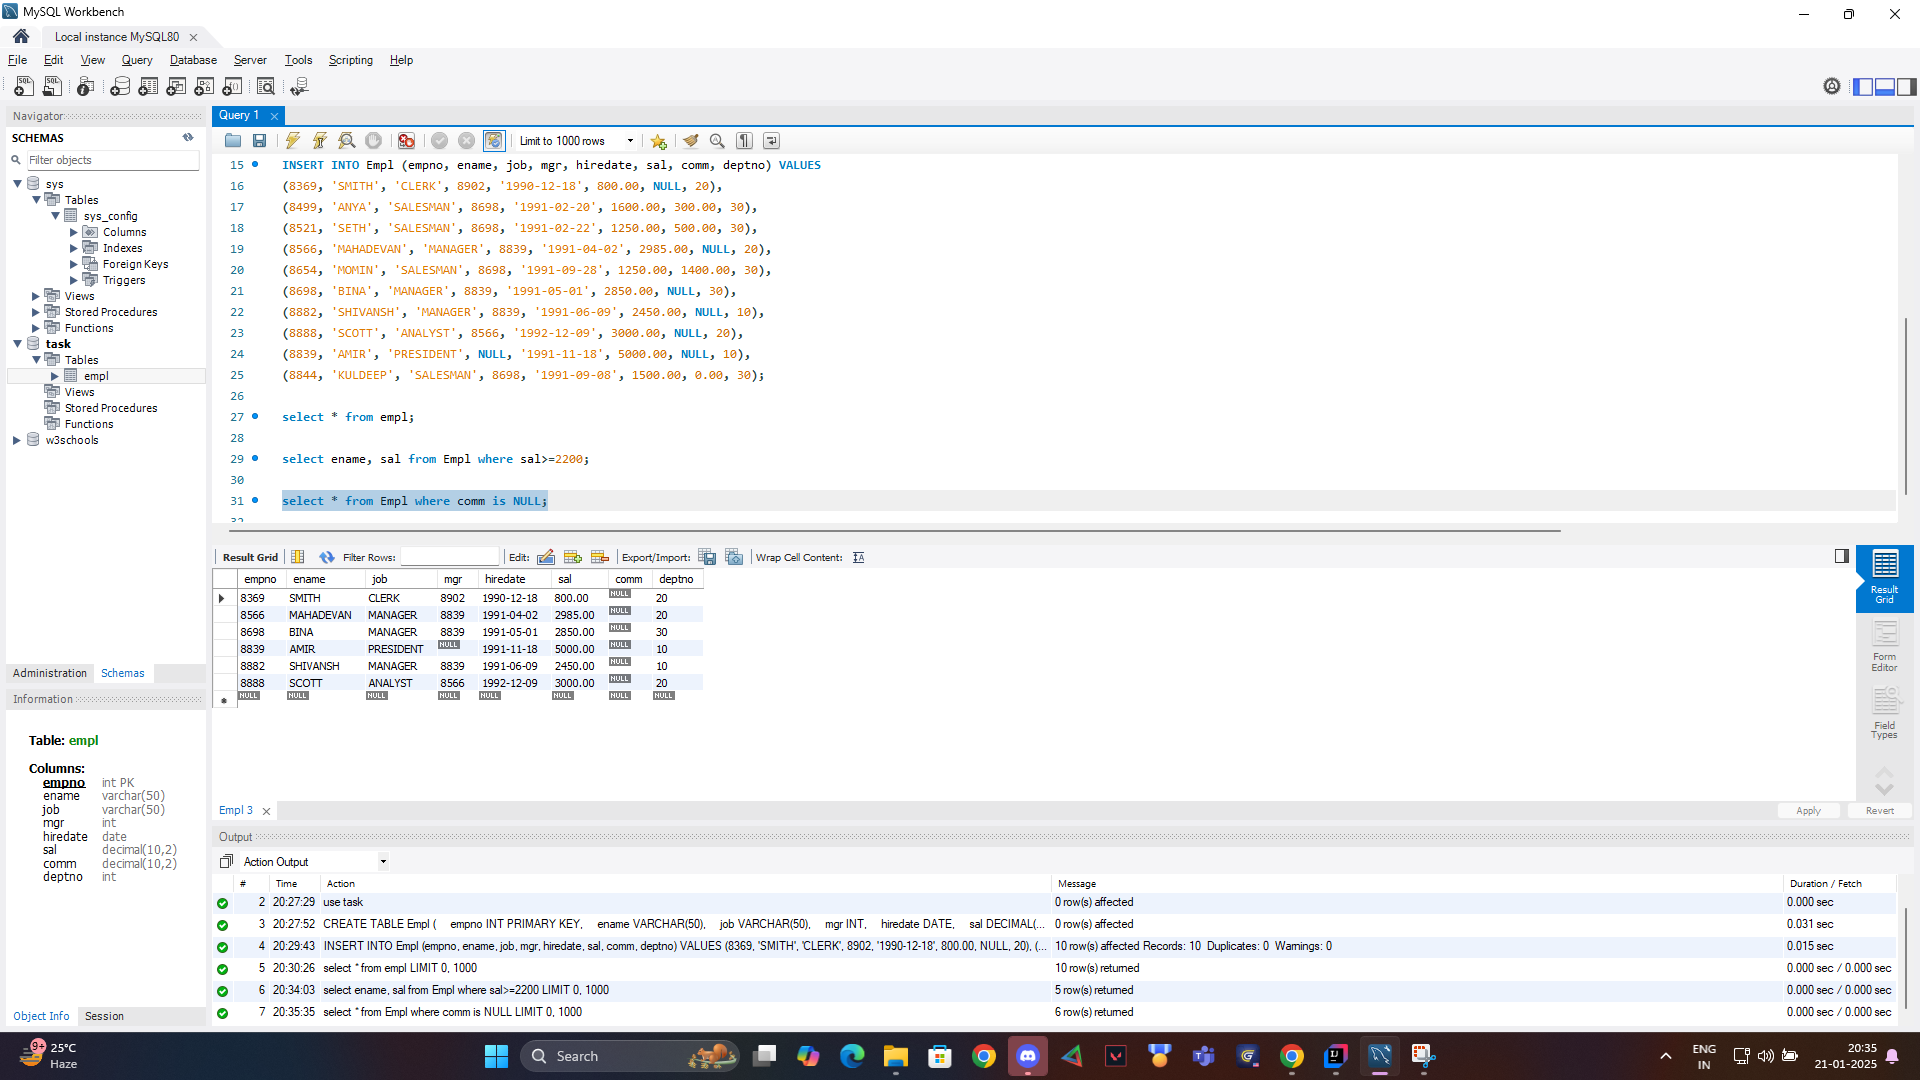 MySQL Workbench
Local instance MySQL80
File Edit View Query Database Server Tools Scripting Help
Navigator
SCHEMAS
Filter objects
sys
Tables
sys_config
Columns
Indexes
Foreign Keys
Triggers
Views
Stored Procedures
Functions
task
Tables
empl
Views
Stored Procedures
Functions
w3schools
Administration Schemas
Information
Table: empl
Columns:
empno int PK
ename varchar(50)
job varchar(50)
mgr int
hiredate date
sal decimal(10,2)
comm decimal(10,2)
deptno int
Object Info Session
Query 1
Limit to 1000 rows
15 INSERT INTO Empl (empno, ename, job, mgr, hiredate, sal, comm, deptno) VALUES
16 (8369, 'SMITH', 'CLERK', 8902, '1990-12-18', 800.00, NULL, 20),
17 (8499, 'ANYA', 'SALESMAN', 8698, '1991-02-20', 1600.00, 300.00, 30),
18 (8521, 'SETH', 'SALESMAN', 8698, '1991-02-22', 1250.00, 500.00, 30),
19 (8566, 'MAHADEVAN', 'MANAGER', 8839, '1991-04-02', 2985.00, NULL, 20),
20 (8654, 'MOMIN', 'SALESMAN', 8698, '1991-09-28', 1250.00, 1400.00, 30),
21 (8698, 'BINA', 'MANAGER', 8839, '1991-05-01', 2850.00, NULL, 30),
22 (8882, 'SHIVANSH', 'MANAGER', 8839, '1991-06-09', 2450.00, NULL, 10),
23 (8888, 'SCOTT', 'ANALYST', 8566, '1992-12-09', 3000.00, NULL, 20),
24 (8839, 'AMIR', 'PRESIDENT', NULL, '1991-11-18', 5000.00, NULL, 10),
25 (8844, 'KULDEEP', 'SALESMAN', 8698, '1991-09-08', 1500.00, 0.00, 30);
26
27 select * from empl;
28
29 select ename, sal from Empl where sal>=2200;
30
31 select * from Empl where comm is NULL;
32
Result Grid Filter Rows: Edit: Export/Import: Wrap Cell Content:
empno ename job mgr hiredate sal comm deptno
8369 SMITH CLERK 8902 1990-12-18 800.00 NULL 20
8566 MAHADEVAN MANAGER 8839 1991-04-02 2985.00 NULL 20
8698 BINA MANAGER 8839 1991-05-01 2850.00 NULL 30
8839 AMIR PRESIDENT NULL 1991-11-18 5000.00 NULL 10
8882 SHIVANSH MANAGER 8839 1991-06-09 2450.00 NULL 10
8888 SCOTT ANALYST 8566 1992-12-09 3000.00 NULL 20
NULL NULL NULL NULL NULL NULL NULL NULL
Result
Grid
Form
Editor
Field
Types
Empl 3
Apply Revert
Output
Action Output
# Time Action Message Duration / Fetch
2 20:27:29 use task 0 row(s) affected 0.000 sec
3 20:27:52 CREATE TABLE Empl ( empno INT PRIMARY KEY, ename VARCHAR(50), job VARCHAR(50), mgr INT, hiredate DATE, sal DECIMAL(... 0 row(s) affected 0.031 sec
4 20:29:43 INSERT INTO Empl (empno, ename, job, mgr, hiredate, sal, comm, deptno) VALUES (8369, 'SMITH', 'CLERK', 8902, '1990-12-18', 800.00, NULL, 20), (... 10 row(s) affected Records: 10 Duplicates: 0 Warnings: 0 0.015 sec
5 20:30:26 select * from empl LIMIT 0, 1000 10 row(s) returned 0.000 sec / 0.000 sec
6 20:34:03 select ename, sal from Empl where sal>=2200 LIMIT 0, 1000 5 row(s) returned 0.000 sec / 0.000 sec
7 20:35:35 select * from Empl where comm is NULL LIMIT 0, 1000 6 row(s) returned 0.000 sec / 0.000 sec
9+
25°C
Haze
Search
ENG
IN
20:35
21-01-2025